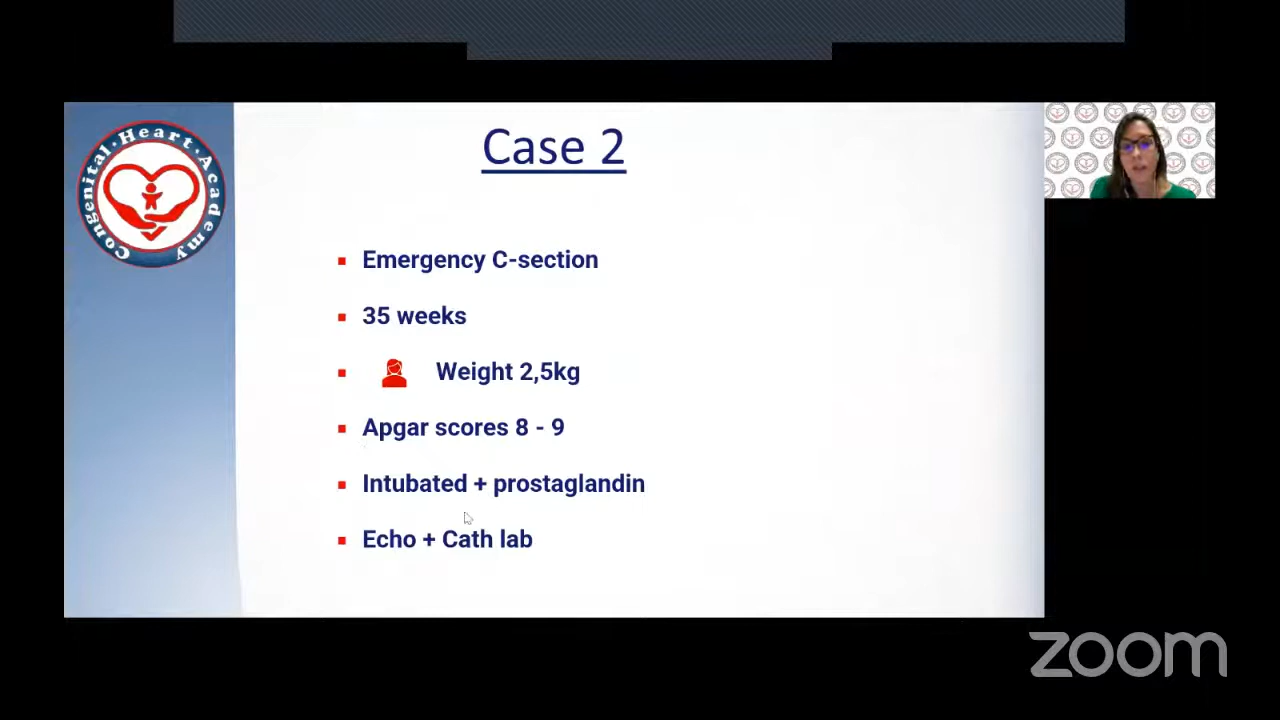 Case 2
Congenital · Heart · Academy
Emergency C-section
35 weeks
Weight 2,5kg
Apgar scores 8 - 9
Intubated + prostaglandin
Echo + Cath lab
zoom